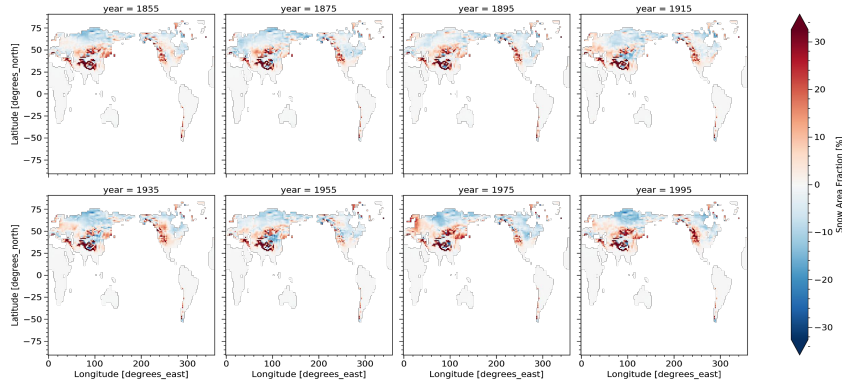 year = 1855
year = 1875
year = 1895
year = 1915
75
50
25
0
−25
−50
−75
Latitude [degrees_north]
year = 1935
year = 1955
year = 1975
year = 1995
75
50
25
0
−25
−50
−75
Latitude [degrees_north]
0 100 200 300
0 100 200 300
0 100 200 300
0 100 200 300
Longitude [degrees_east]
Longitude [degrees_east]
Longitude [degrees_east]
Longitude [degrees_east]
30
20
10
0
−10
−20
−30
Snow Area Fraction [%]